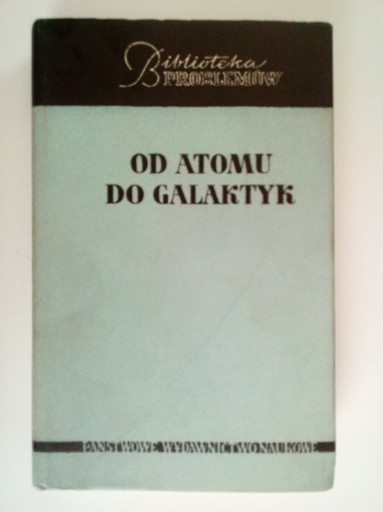 Biblioteka
PROBLEMÓW
OD ATOMU
DO GALAKTYK
PAŃSTWOWE WYDAWNICTWO NAUKOWE